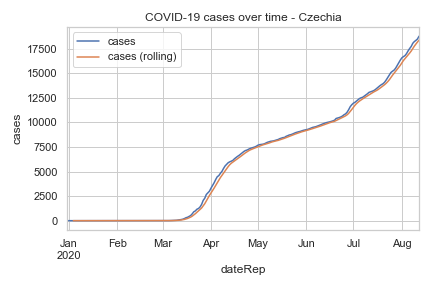 COVID-19 cases over time - Czechia
cases
cases (rolling)
17500
15000
12500
10000
7500
5000
2500
0
cases
Jan Feb Mar Apr May Jun Jul Aug
2020
dateRep